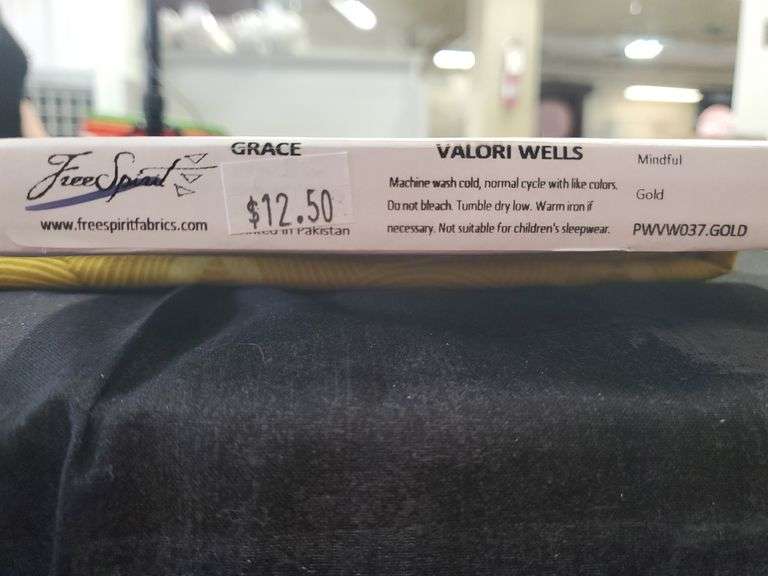 Free Spirit
www.freespiritfabrics.com
GRACE
$12.50
in Pakistan
VALORI WELLS
Machine wash cold, normal cycle with like colors.
Do not bleach. Tumble dry low. Warm iron if
necessary. Not suitable for children's sleepwear.
Mindful
Gold
PWVW037.GOLD